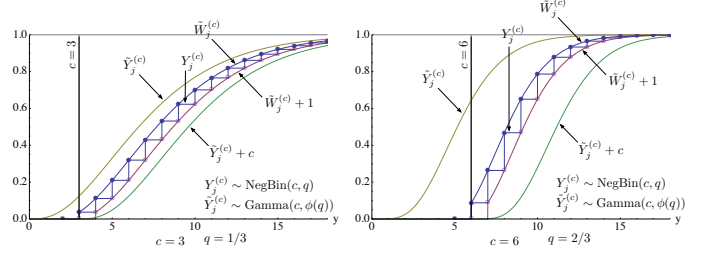 1.0
0.8
0.6
0.4
0.2
0.0
5
10
15
y
c = 3
Ỹ_j^(c)
Y_j^(c)
W̃_j^(c)
W̃_j^(c) + 1
Ỹ_j^(c) + c
Y_j^(c) ∼ NegBin(c, q)
Ỹ_j^(c) ∼ Gamma(c, φ(q))
c = 3 q = 1/3
1.0
0.8
0.6
0.4
0.2
0.0
5
10
15
y
c = 6
Ỹ_j^(c)
Y_j^(c)
W̃_j^(c)
W̃_j^(c) + 1
Ỹ_j^(c) + c
Y_j^(c) ∼ NegBin(c, q)
Ỹ_j^(c) ∼ Gamma(c, φ(q))
c = 6 q = 2/3